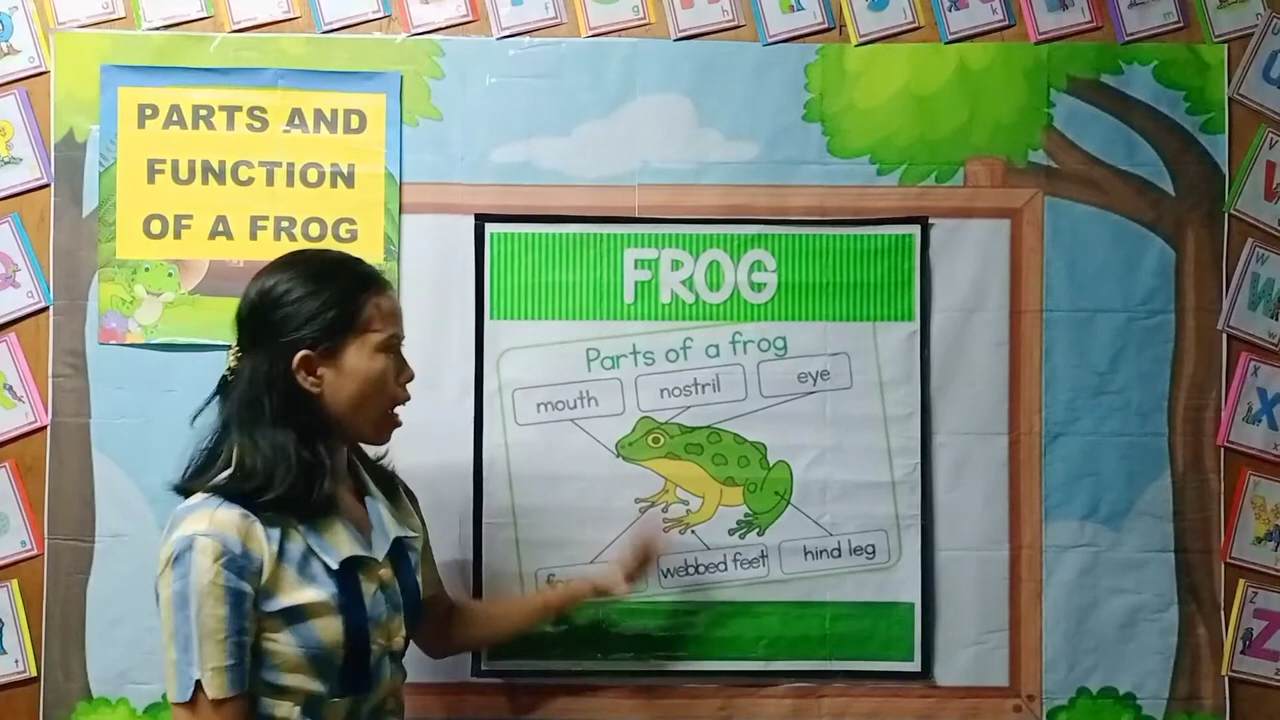 PARTS AND
FUNCTION
OF A FROG
FROG
Parts of a frog
mouth
nostril
eye
webbed feet
hind leg